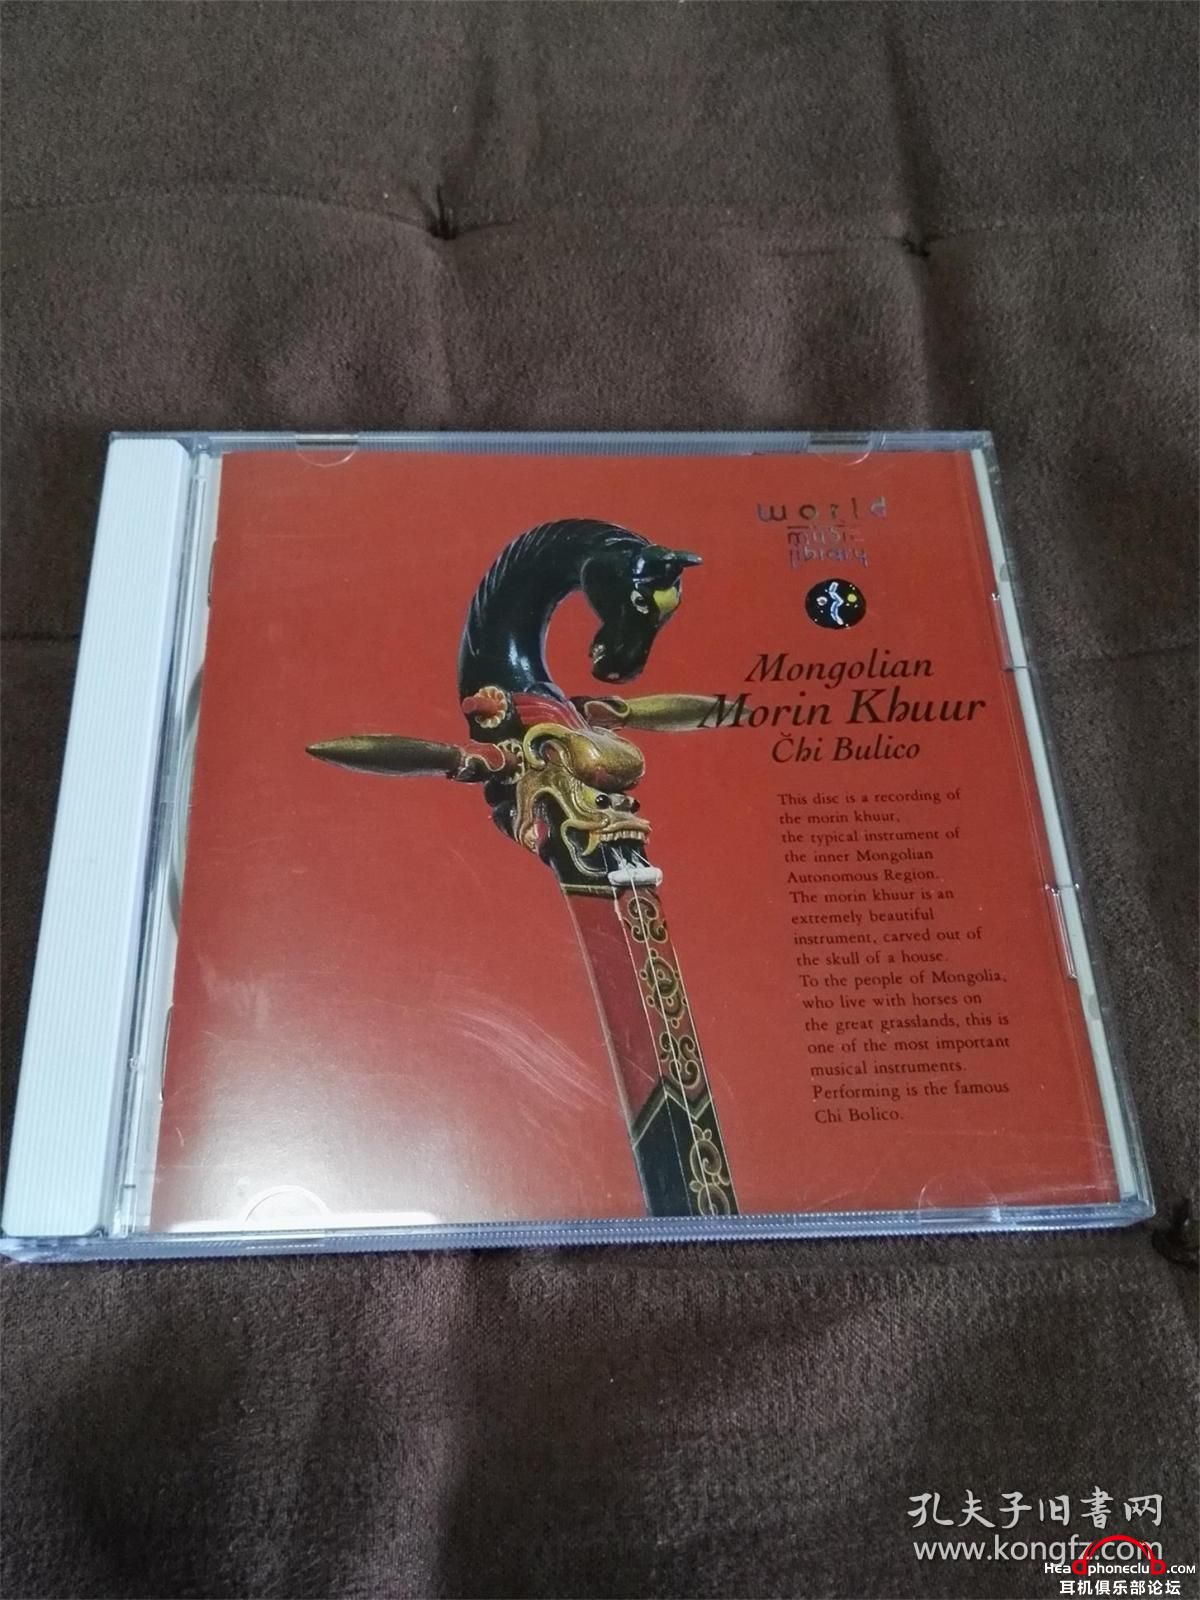 world
music
library
Mongolian
Morin Khuur
Čhi Bulico
This disc is a recording of
the morin khuur,
the typical instrument of
the inner Mongolian
Autonomous Region.
The morin khuur is an
extremely beautiful
instrument, carved out of
the skull of a house.
To the people of Mongolia,
who live with horses on
the great grasslands, this is
one of the most important
musical instruments.
Performing is the famous
Chi Bolico.
孔夫子旧书网
www.kongfz.com
Headphoneclub.com
耳机俱乐部论坛